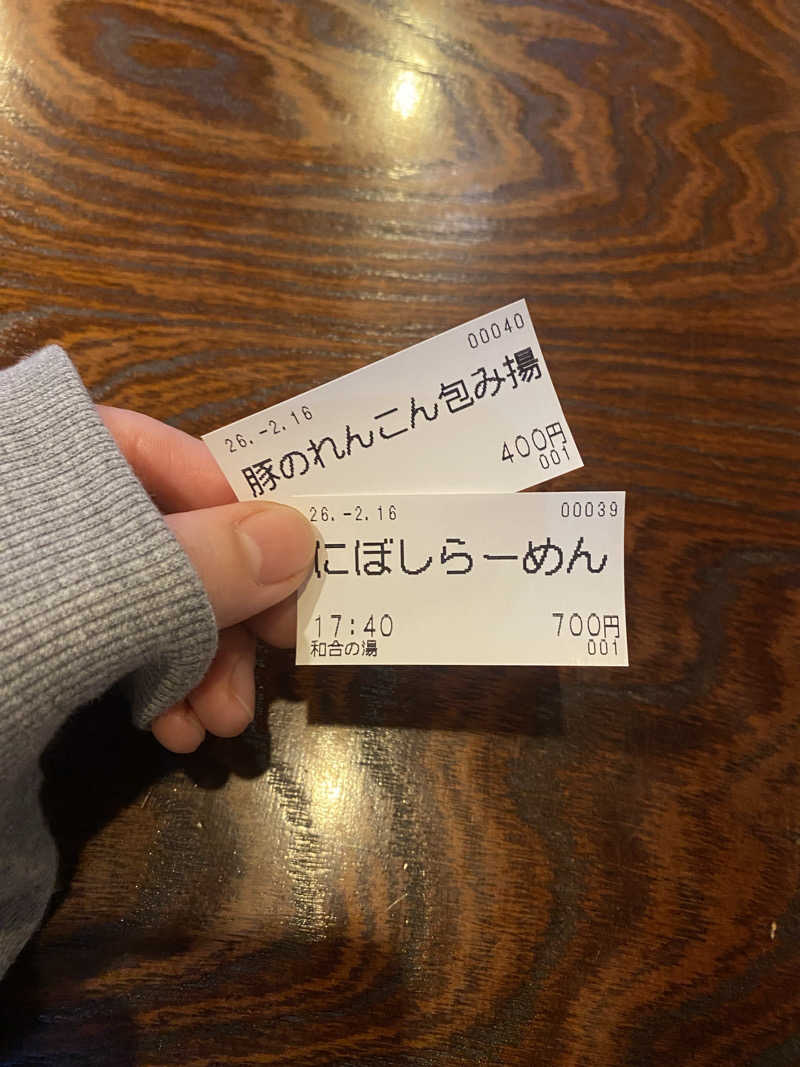 00040
26.-2.16
豚のれんこん包み揚
400円
001
26.-2.16 00039
にぼしらーめん
17:40 700円
和合の湯 001